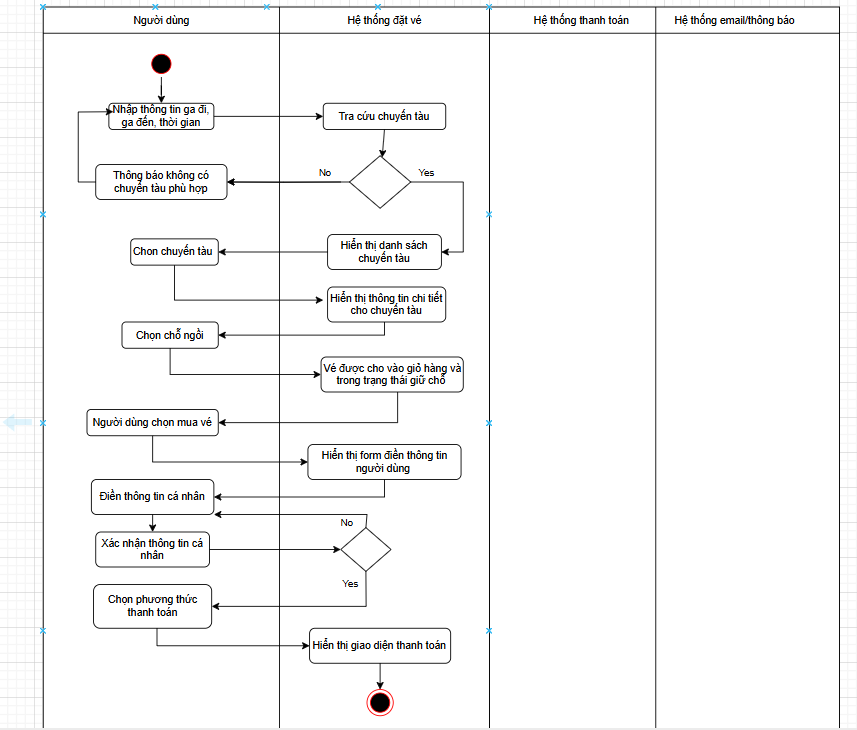 Người dùng
Hệ thống đặt vé
Hệ thống thanh toán
Hệ thống email/thông báo
Nhập thông tin ga đi,
ga đến, thời gian
Tra cứu chuyến tàu
Thông báo không có
chuyến tàu phù hợp
No
Yes
Chon chuyến tàu
Hiển thị danh sách
chuyến tàu
Hiển thị thông tin chi tiết
cho chuyến tàu
Chọn chỗ ngồi
Vé được cho vào giỏ hàng và
trong trạng thái giữ chỗ
Người dùng chọn mua vé
Hiển thị form điền thông tin
người dùng
Điền thông tin cá nhân
No
Xác nhận thông tin cá
nhân
Yes
Chọn phương thức
thanh toán
Hiển thị giao diện thanh toán